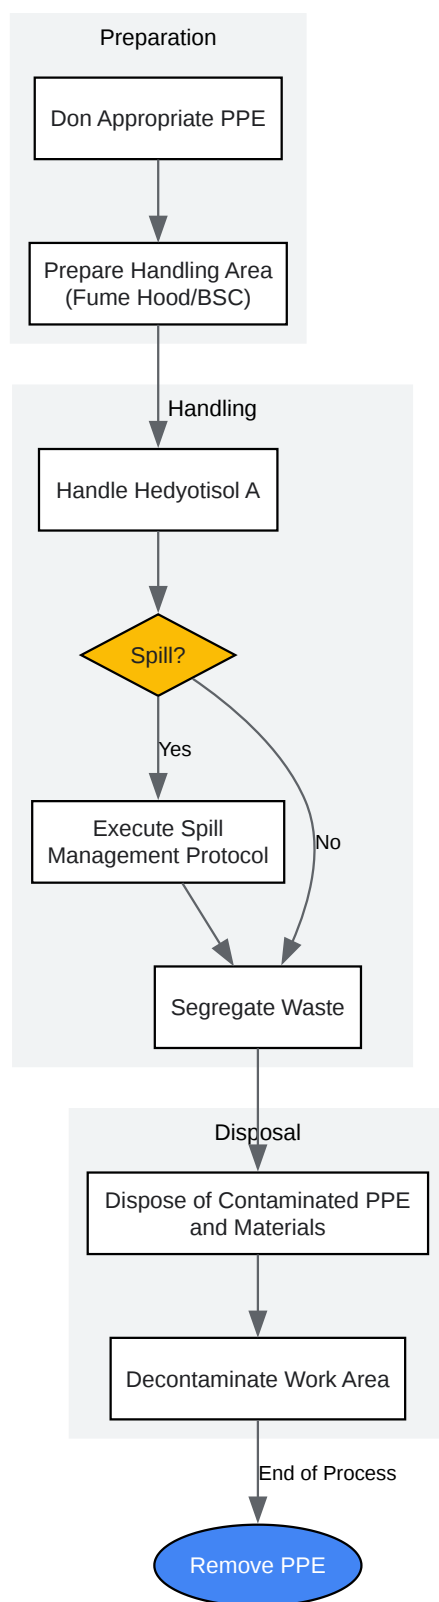 Preparation
Don Appropriate PPE
Prepare Handling Area
(Fume Hood/BSC)
Handling
Handle Hedyotisol A
Spill?
Yes
Execute Spill
Management Protocol
No
Segregate Waste
Disposal
Dispose of Contaminated PPE
and Materials
Decontaminate Work Area
End of Process
Remove PPE